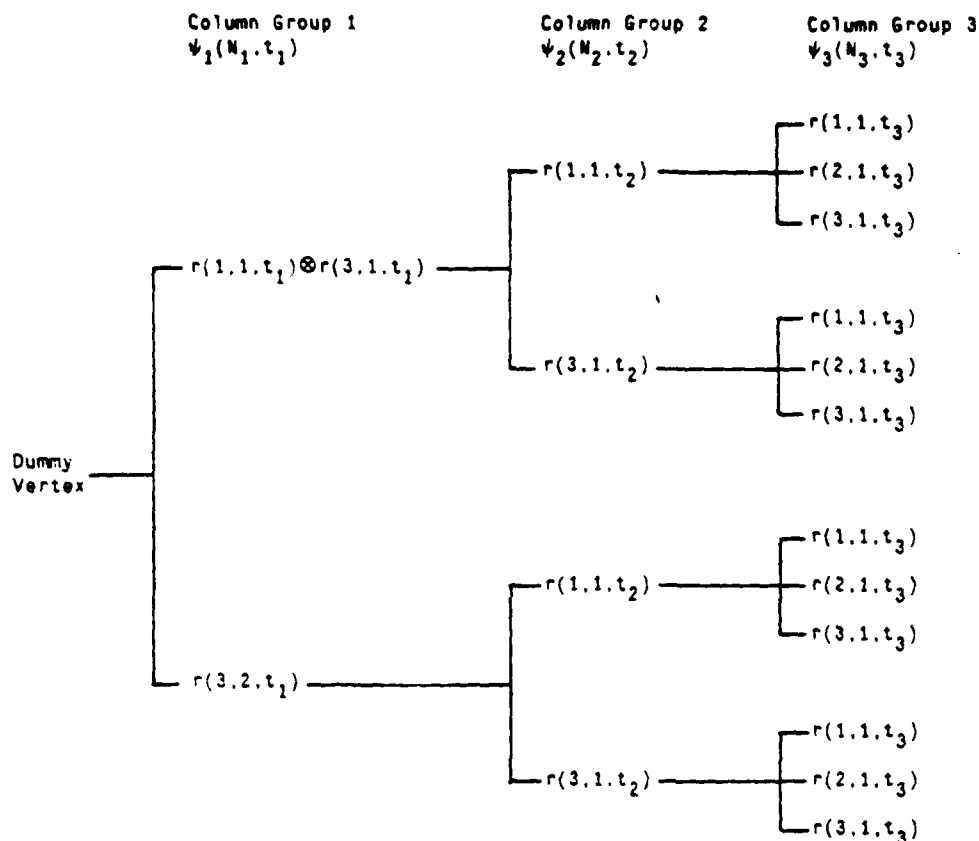 Column Group 1
ψ₁(N₁.t₁)
Column Group 2
ψ₂(N₂.t₂)
Column Group 3
ψ₃(N₃.t₃)
r(1,1,t₃)
r(1,1,t₂)
r(2,1,t₃)
r(3,1,t₃)
r(1,1,t₁)⊗r(3,1,t₁)
r(1,1,t₃)
r(3,1,t₂)
r(2,1,t₃)
r(3,1,t₃)
Dummy
Vertex
r(1,1,t₃)
r(1,1,t₂)
r(2,1,t₃)
r(3,1,t₃)
r(3,2,t₁)
r(1,1,t₃)
r(3,1,t₂)
r(2,1,t₃)
r(3,1,t₃)